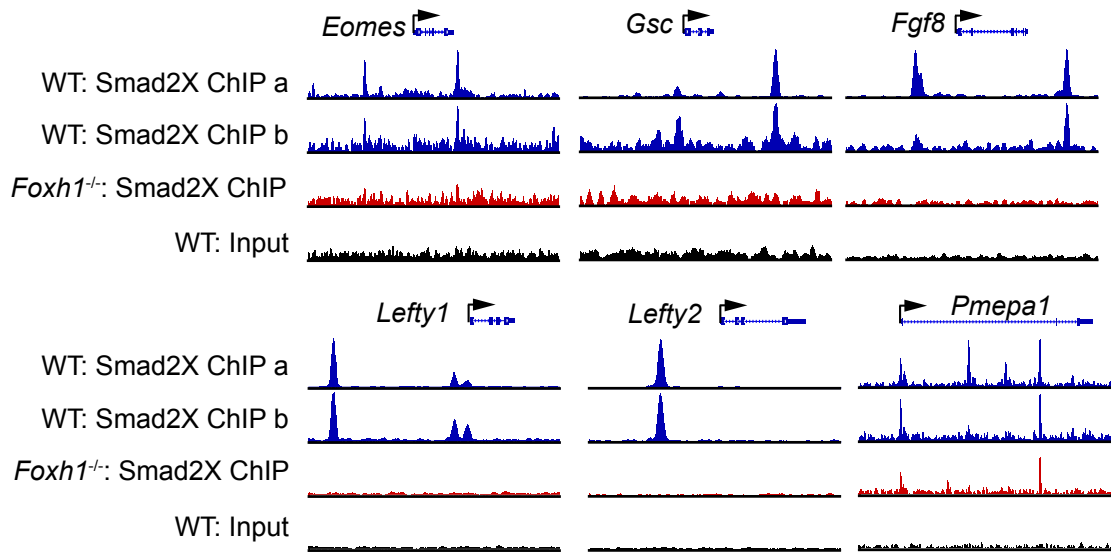 Eomes Gsc Fgf8
WT: Smad2X ChIP a
WT: Smad2X ChIP b
Foxh1-/-: Smad2X ChIP
WT: Input
Lefty1 Lefty2 Pmepa1
WT: Smad2X ChIP a
WT: Smad2X ChIP b
Foxh1-/-: Smad2X ChIP
WT: Input